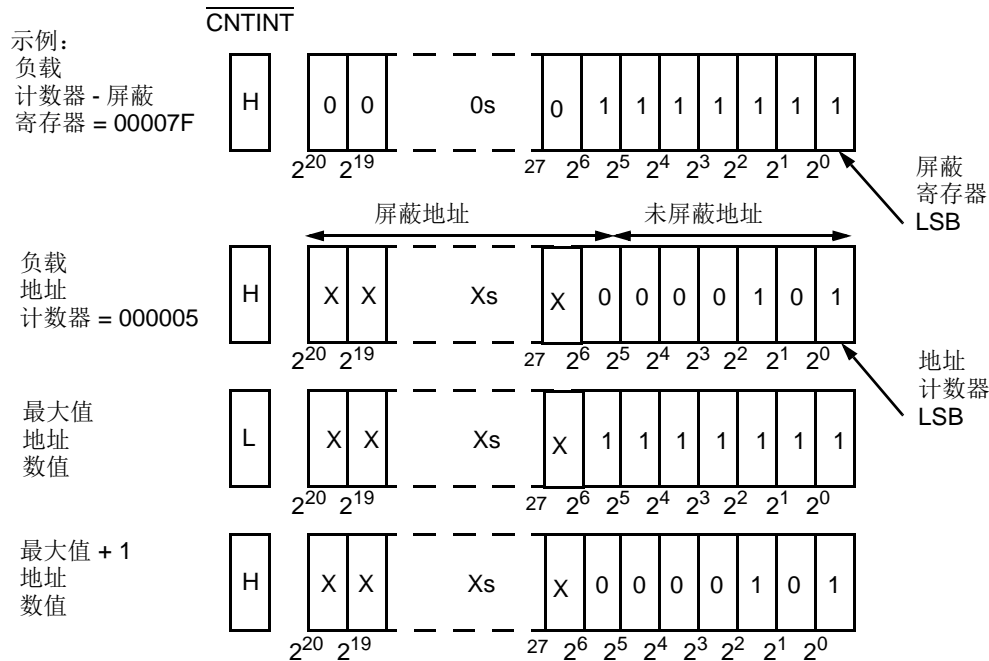 CNTINT
示例：
负载
计数器 - 屏蔽
寄存器 = 00007F
H 0 0 0s 0 1 1 1 1 1 1 1
2^20 2^19 27 2^6 2^5 2^4 2^3 2^2 2^1 2^0
屏蔽
寄存器
LSB
屏蔽地址 未屏蔽地址
负载
地址
计数器 = 000005
H X X Xs X 0 0 0 0 1 0 1
2^20 2^19 27 2^6 2^5 2^4 2^3 2^2 2^1 2^0
地址
计数器
LSB
最大值
地址
数值
L X X Xs X 1 1 1 1 1 1 1
2^20 2^19 27 2^6 2^5 2^4 2^3 2^2 2^1 2^0
最大值 + 1
地址
数值
H X X Xs X 0 0 0 0 1 0 1
2^20 2^19 27 2^6 2^5 2^4 2^3 2^2 2^1 2^0